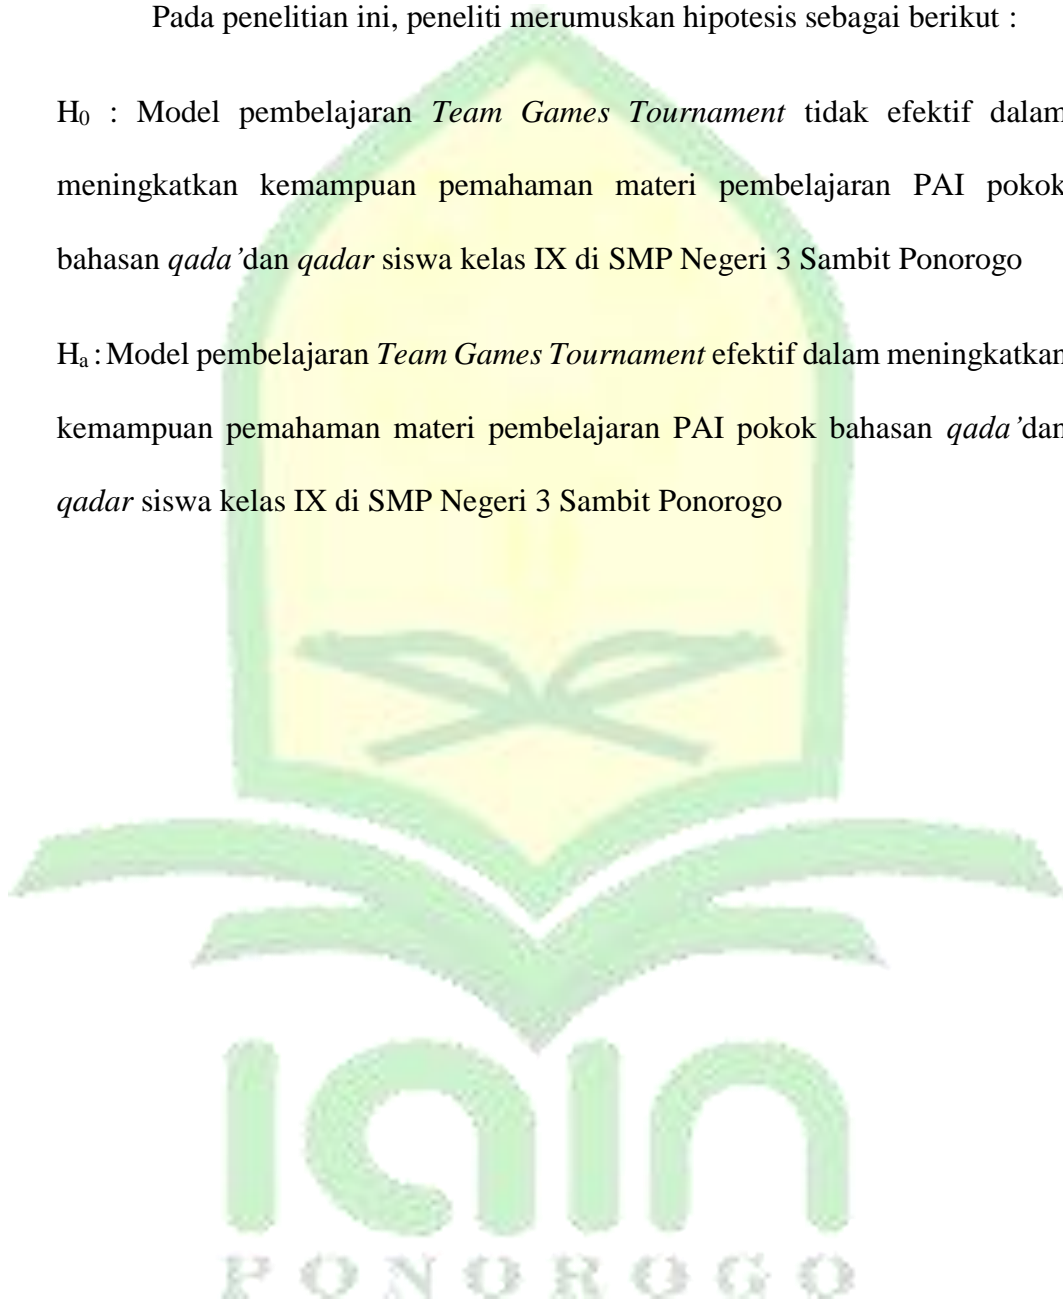 Pada penelitian ini, peneliti merumuskan hipotesis sebagai berikut :
H₀ : Model pembelajaran Team Games Tournament tidak efektif dalam
meningkatkan kemampuan pemahaman materi pembelajaran PAI pokok
bahasan qada’dan qadar siswa kelas IX di SMP Negeri 3 Sambit Ponorogo
Hₐ : Model pembelajaran Team Games Tournament efektif dalam meningkatkan
kemampuan pemahaman materi pembelajaran PAI pokok bahasan qada’dan
qadar siswa kelas IX di SMP Negeri 3 Sambit Ponorogo
iain
PONOROGO